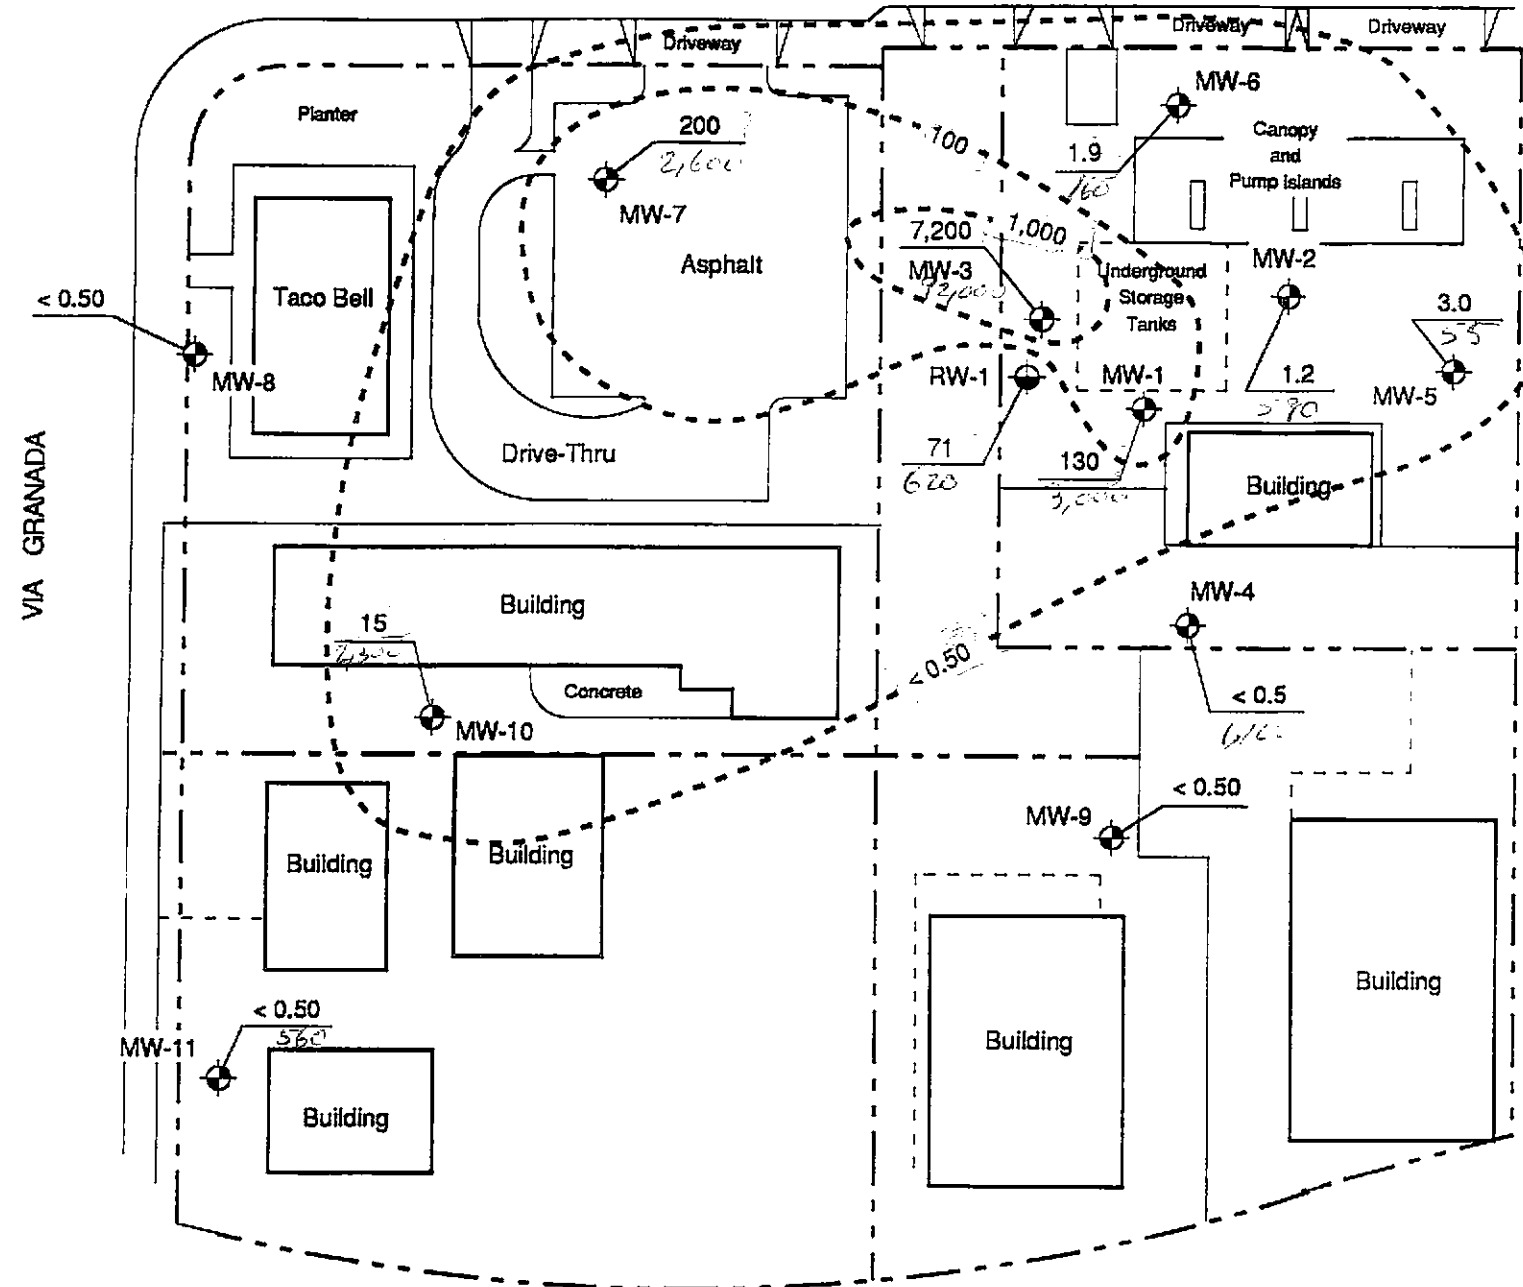 Driveway
Driveway
Driveway
MW-6
Planter
200
2,600
100
Canopy
and
Pump Islands
1.9
160
MW-7
7,200
1,000
MW-3
Asphalt
Underground
Storage
Tanks
MW-2
Taco Bell
< 0.50
3.0
55
MW-8
RW-1
MW-1
1.2
590
MW-5
Drive-Thru
71
620
130
3,000
Building
VIA GRANADA
Building
MW-4
15
< 0.50
Concrete
< 0.5
MW-10
< 0.50
MW-9
Building
Building
Building
< 0.50
560
MW-11
Building
Building